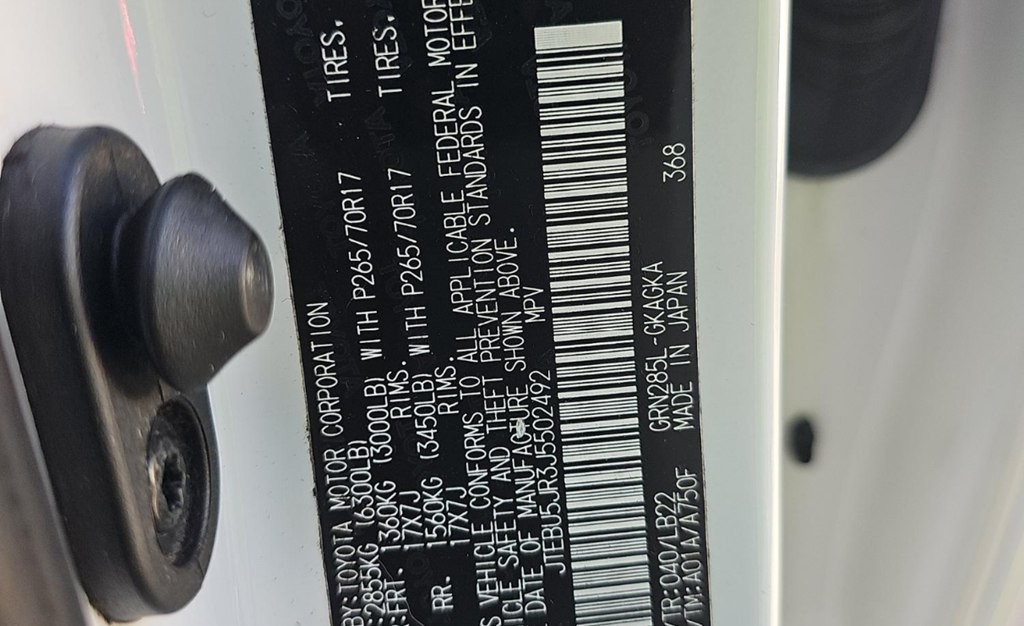 BY:TOYOTA MOTOR CORPORATION
:2855KG (6300LB)
:FRT. 1360KG (3000LB) WITH P265/70R17 TIRES.
17X7J RIMS.
RR. 1560KG (3450LB) WITH P265/70R17 TIRES.
17X7J RIMS.
S VEHICLE CONFORMS TO ALL APPLICABLE FEDERAL MOTOR
ICLE SAFETY AND THEFT PREVENTION STANDARDS IN EFFE
DATE OF MANUFACTURE SHOWN ABOVE.
JTEBU5JR3J5502492 MPV
/TR:040/LB22 GRN285L-GKAGKA 368
/TM:A01A/A750F MADE IN JAPAN